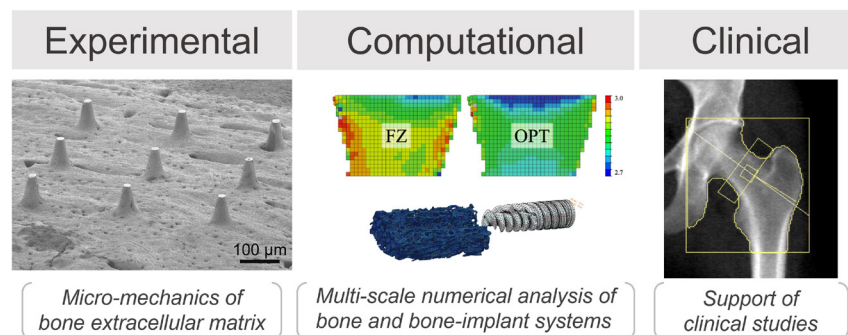 Experimental
Computational
Clinical
100 µm
FZ
OPT
3.0
2.7
Micro-mechanics of
bone extracellular matrix
Multi-scale numerical analysis of
bone and bone-implant systems
Support of
clinical studies